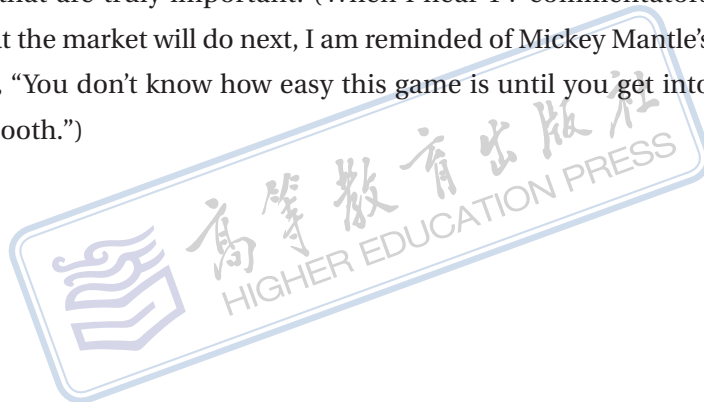 that are truly important. (When I hear TV commentators
t the market will do next, I am reminded of Mickey Mantle's
, “You don’t know how easy this game is until you get into
ooth.”)
高等教育出版社
HIGHER EDUCATION PRESS